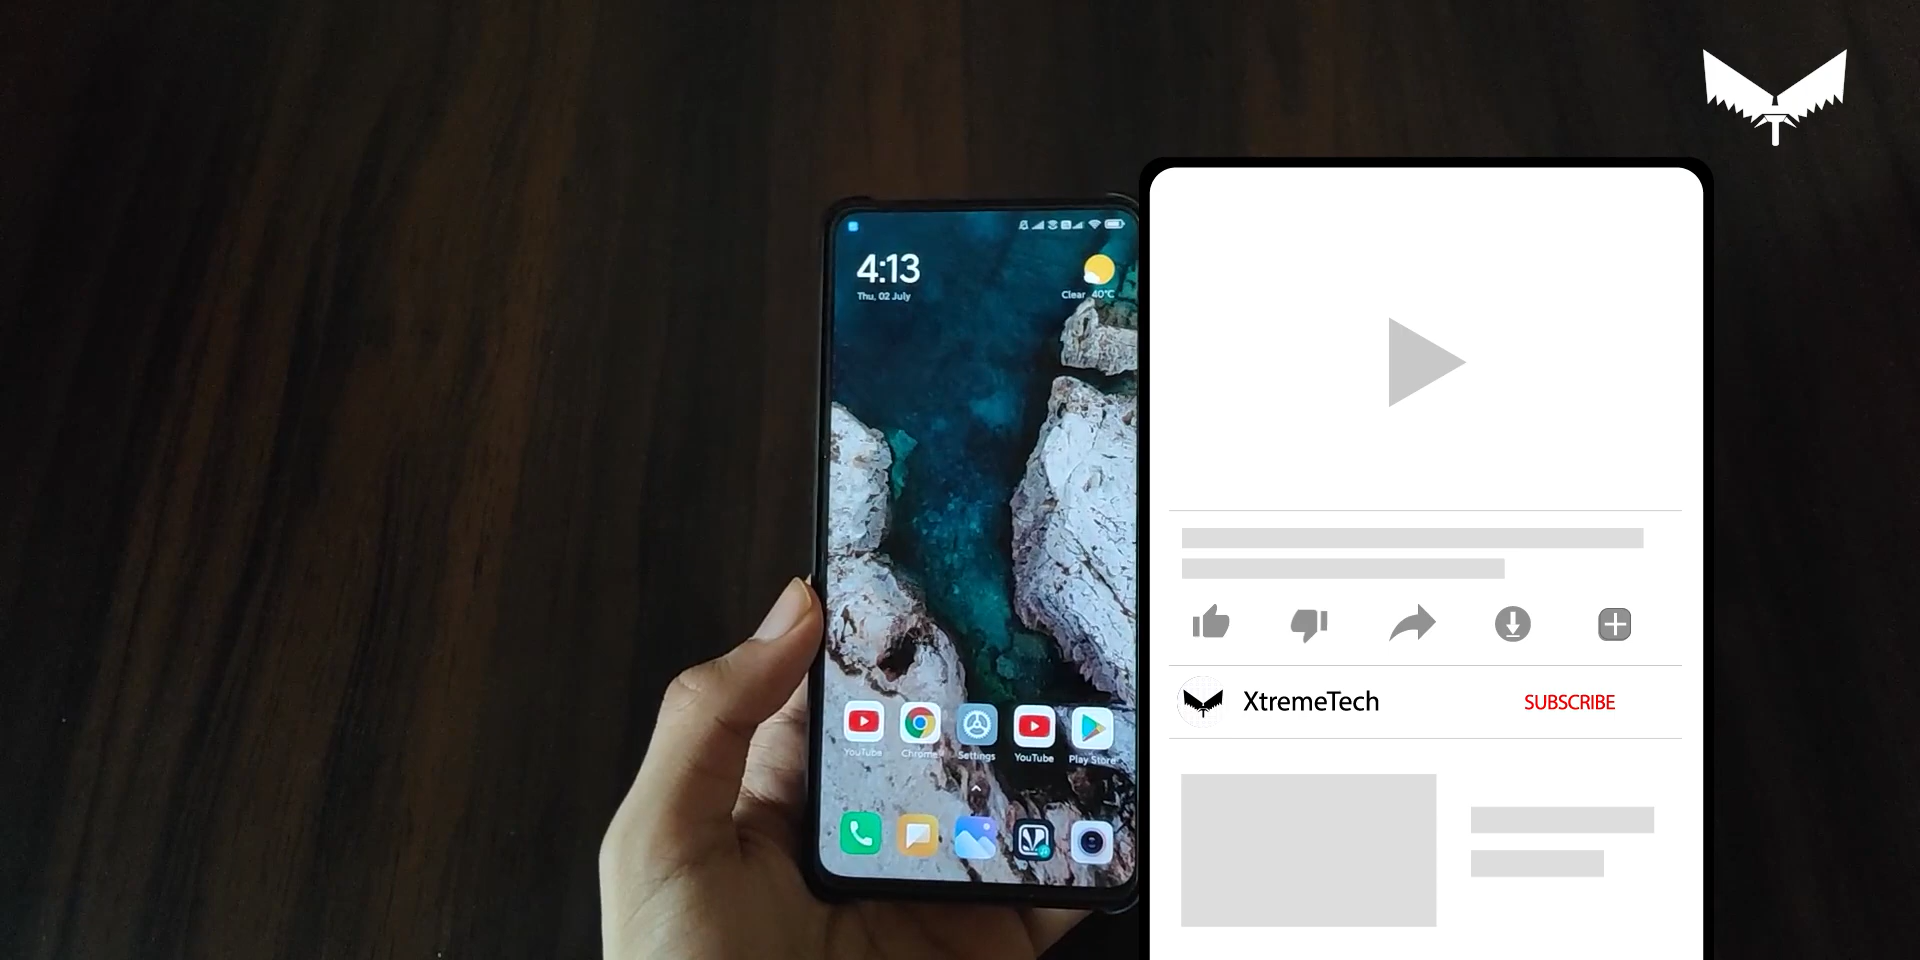 4:13
Thu, 02 July
Clear 40°C
YouTube
Chrome
Settings
YouTube
Play Store
XtremeTech
SUBSCRIBE